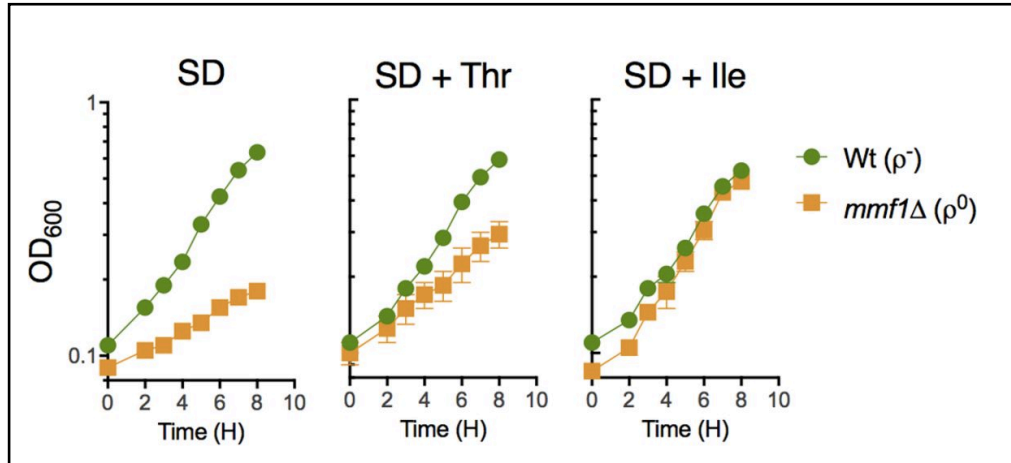 SD
SD + Thr
SD + Ile
1
0.1
OD600
0 2 4 6 8 10
Time (H)
0 2 4 6 8 10
Time (H)
0 2 4 6 8 10
Time (H)
Wt (ρ-)
mmf1Δ (ρ0)